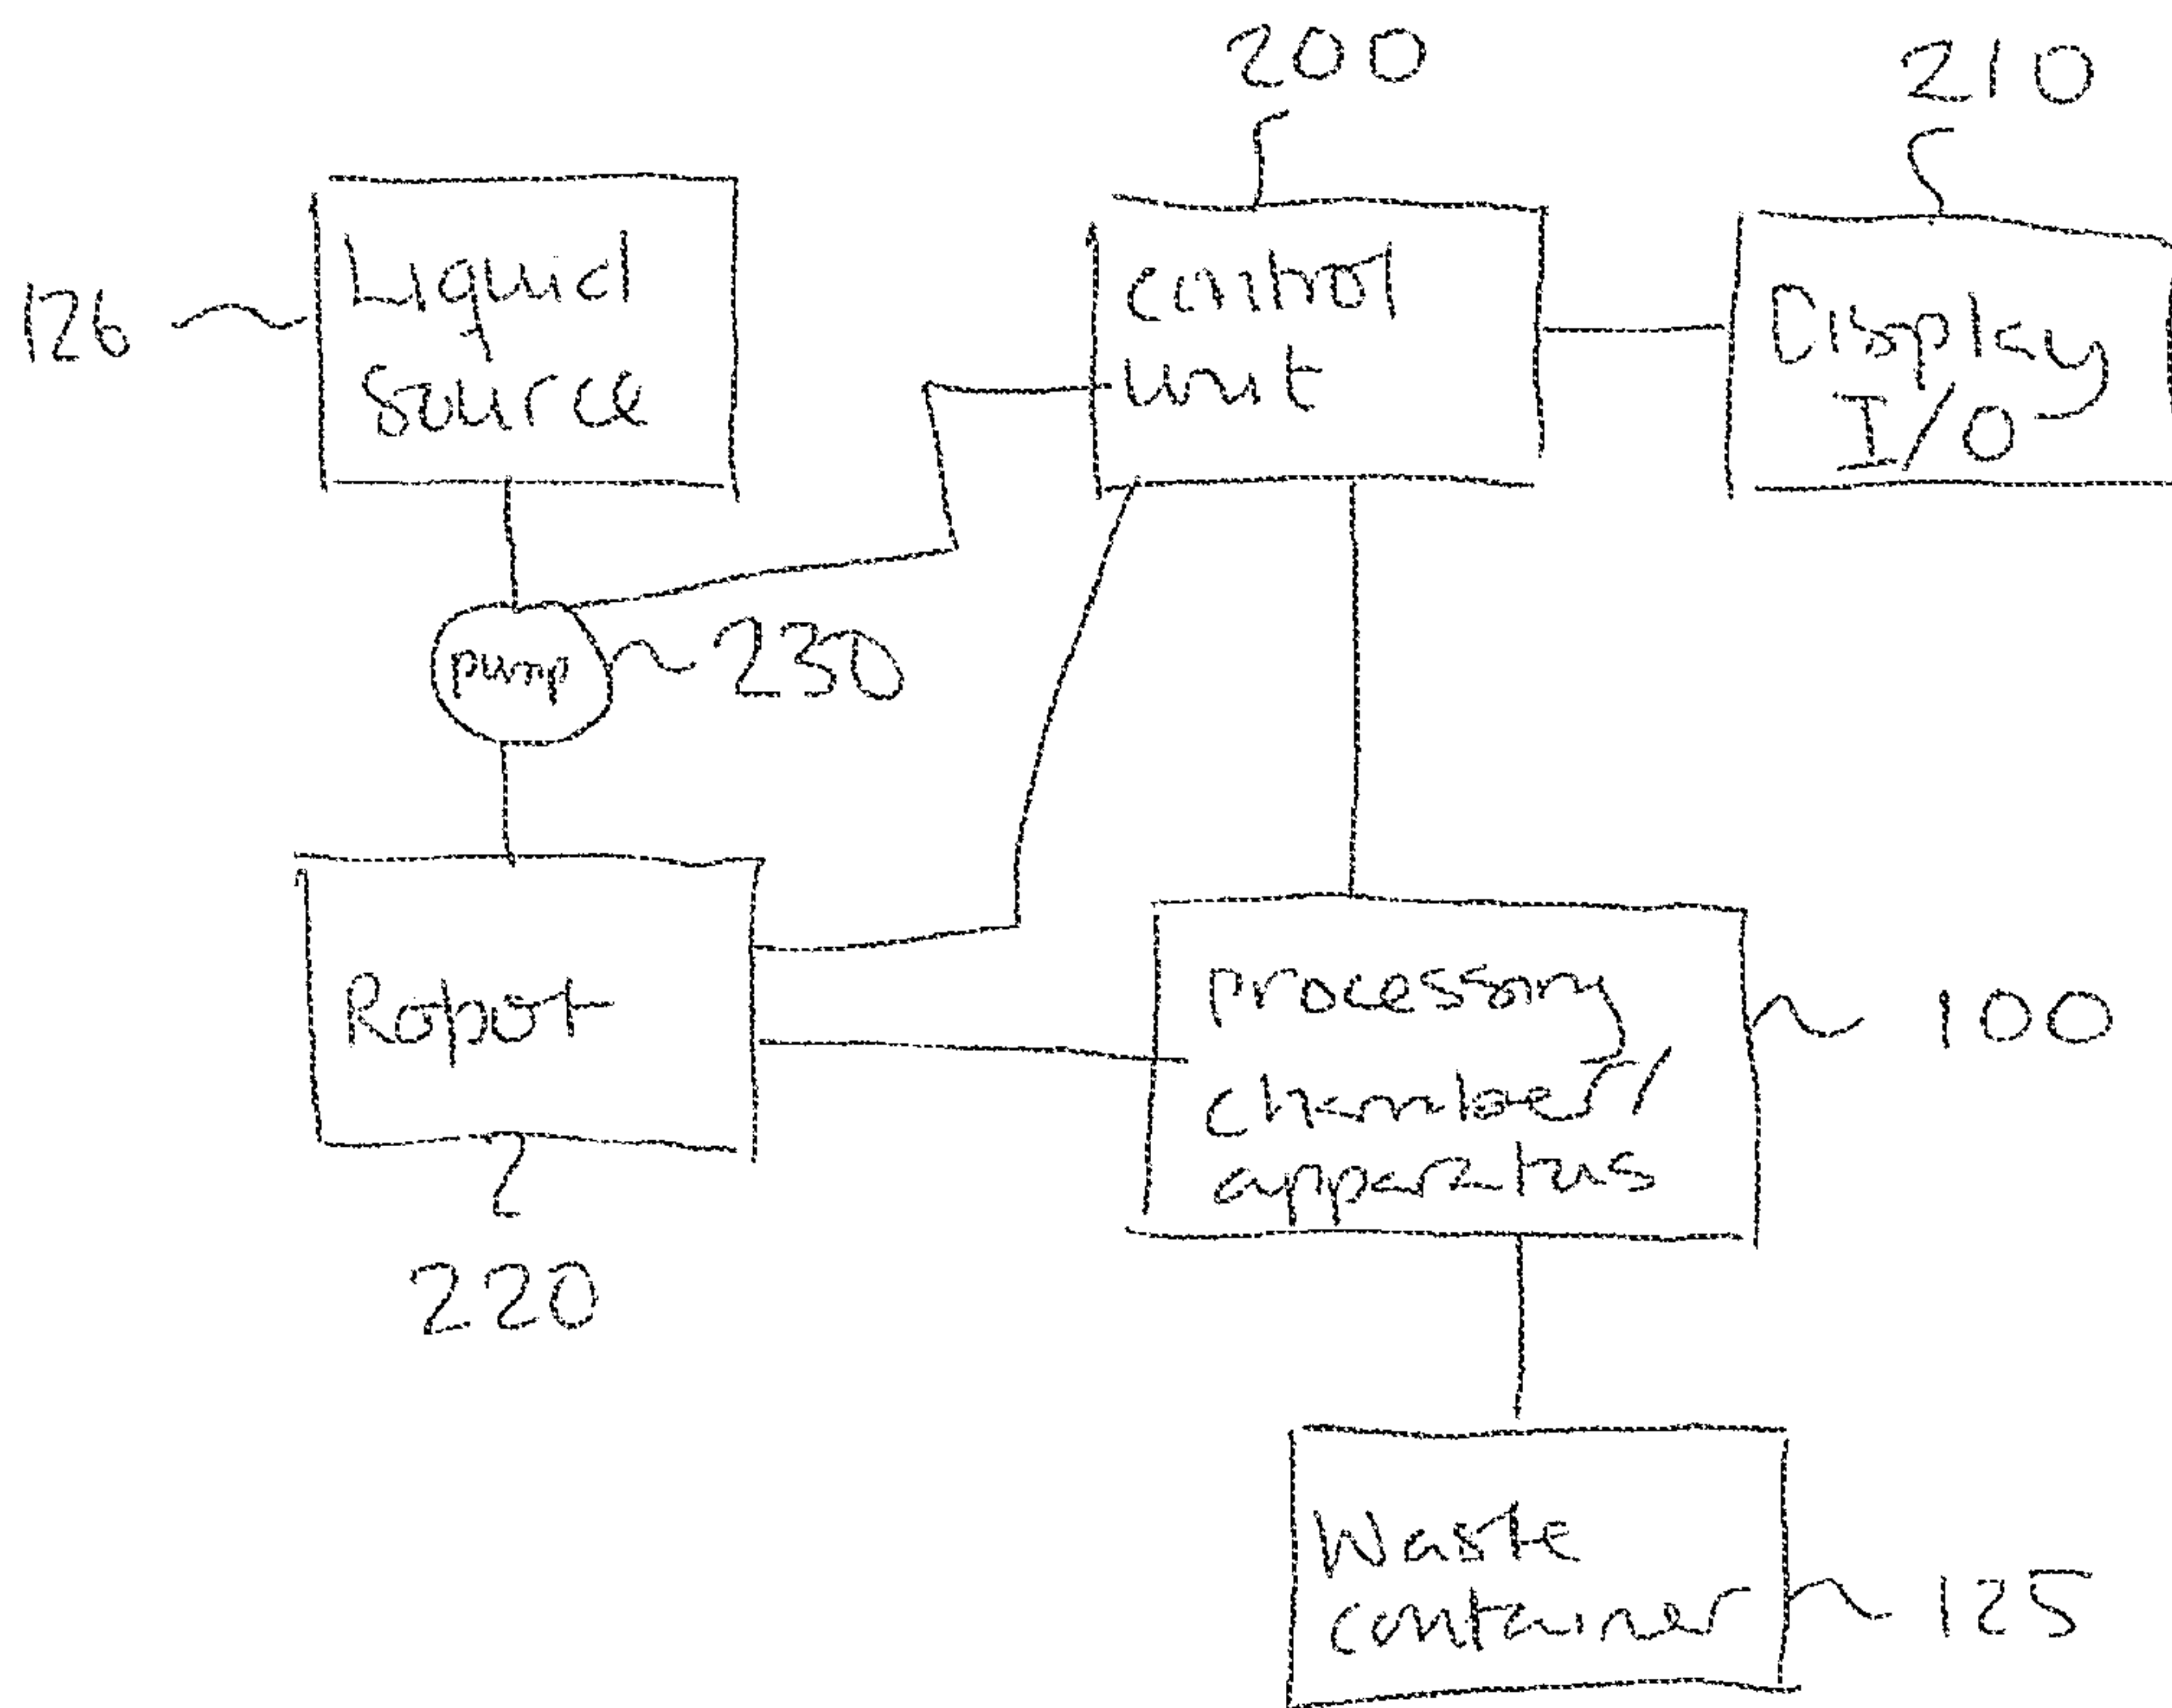 200
210
126
Liquid
Source
control
unit
Display
I/O
pump
230
Robot
220
processing
chamber/
apparatus
100
Waste
container
125